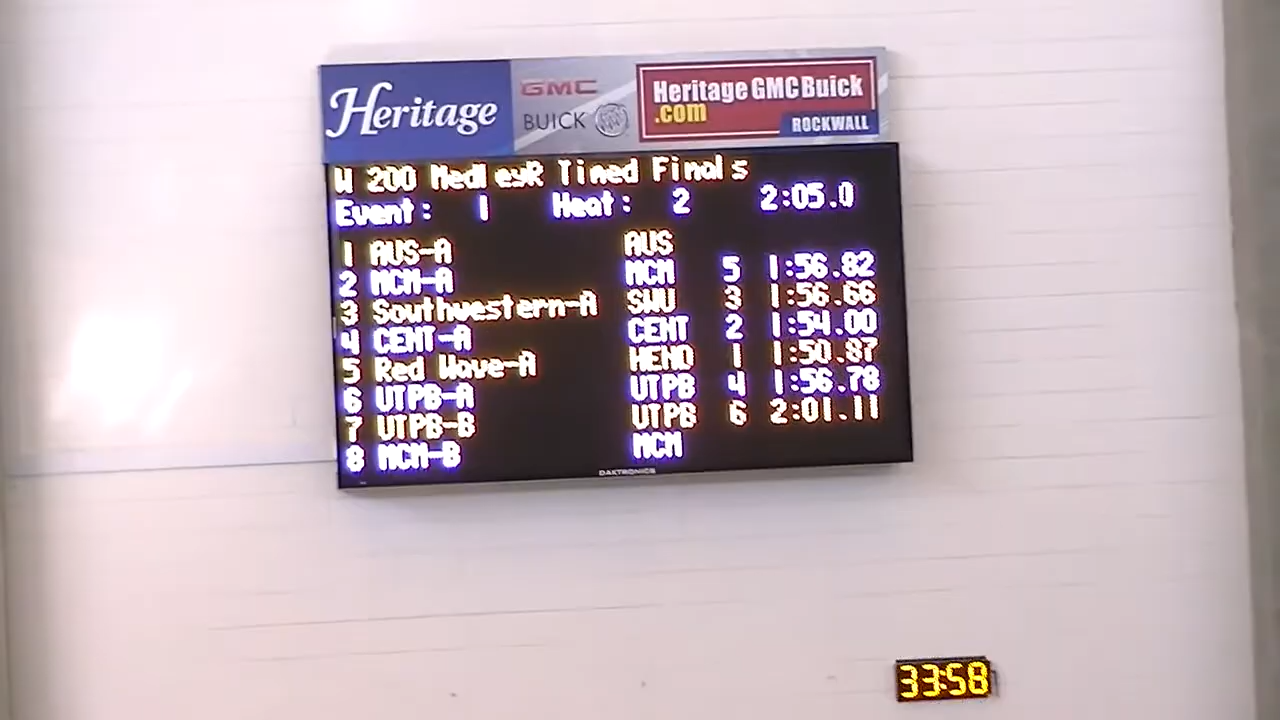 Heritage
GMC
BUICK
Heritage GMC Buick
.com
ROCKWALL
W 200 MedleyR Timed Finals
Event: 1 Heat: 2 2:05.0
1 AUS-A AUS
2 MCM-A MCM 5 1:56.82
3 Southwestern-A SWU 3 1:56.66
4 CENT-A CENT 2 1:54.00
5 Red Wave-A HEND 1 1:50.87
6 UTPB-A UTPB 4 1:56.78
7 UTPB-B UTPB 6 2:01.11
8 MCM-B MCM
DAKTRONICS
33:58